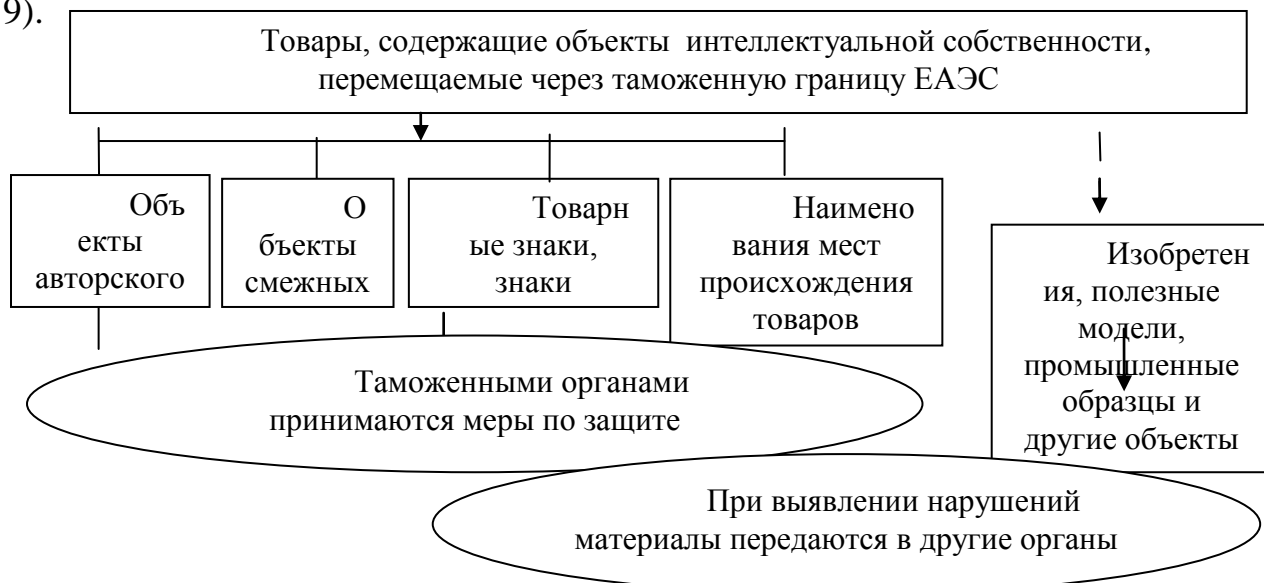 9).
Товары, содержащие объекты интеллектуальной собственности,
перемещаемые через таможенную границу ЕАЭС
Объ
екты
авторского
О
бъекты
смежных
Товарн
ые знаки,
знаки
Наимено
вания мест
происхождения
товаров
Изобретен
ия, полезные
модели,
промышленные
образцы и
другие объекты
Таможенными органами
принимаются меры по защите
При выявлении нарушений
материалы передаются в другие органы